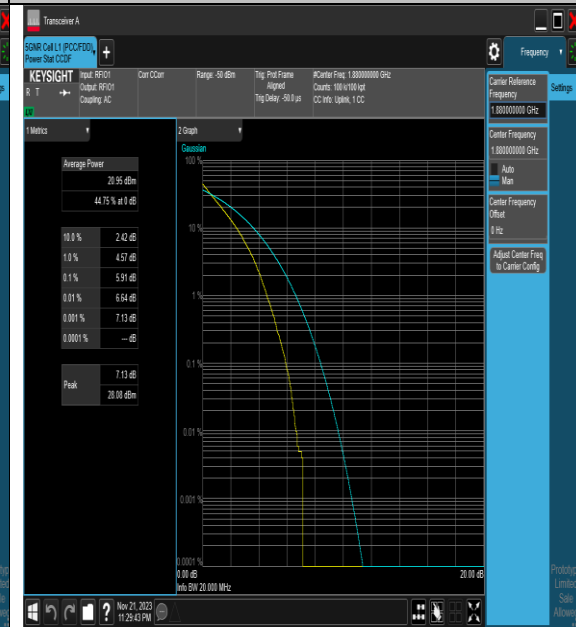 Transceiver A
5GNR Cell L1 (PCC/FDD)
Power Stat CCDF
Frequency
KEYSIGHT
R T
Input: RFIO1
Output: RFIO1
Coupling: AC
Corr CCorr
Range: -50 dBm
Trig: Prot Frame
Aligned
Trig Delay: -50.0 µs
#Center Freq: 1.880000000 GHz
Counts: 100 k/100 kpt
CC Info: Uplink, 1 CC
Carrier Reference
Frequency
1.880000000 GHz
Settings
1 Metrics
2 Graph
Gaussian
Center Frequency
1.880000000 GHz
Auto
Man
Center Frequency
Offset
0 Hz
Adjust Center Freq
to Carrier Config
Average Power
20.95 dBm
44.75 % at 0 dB
10.0 % 2.42 dB
1.0 % 4.57 dB
0.1 % 5.91 dB
0.01 % 6.64 dB
0.001 % 7.13 dB
0.0001 % --- dB
Peak
7.13 dB
28.08 dBm
100 %
10 %
1 %
0.1 %
0.01 %
0.001 %
0.0001 %
0.00 dB
20.00 dB
Info BW 20.000 MHz
Nov 21, 2023
11:29:43 PM